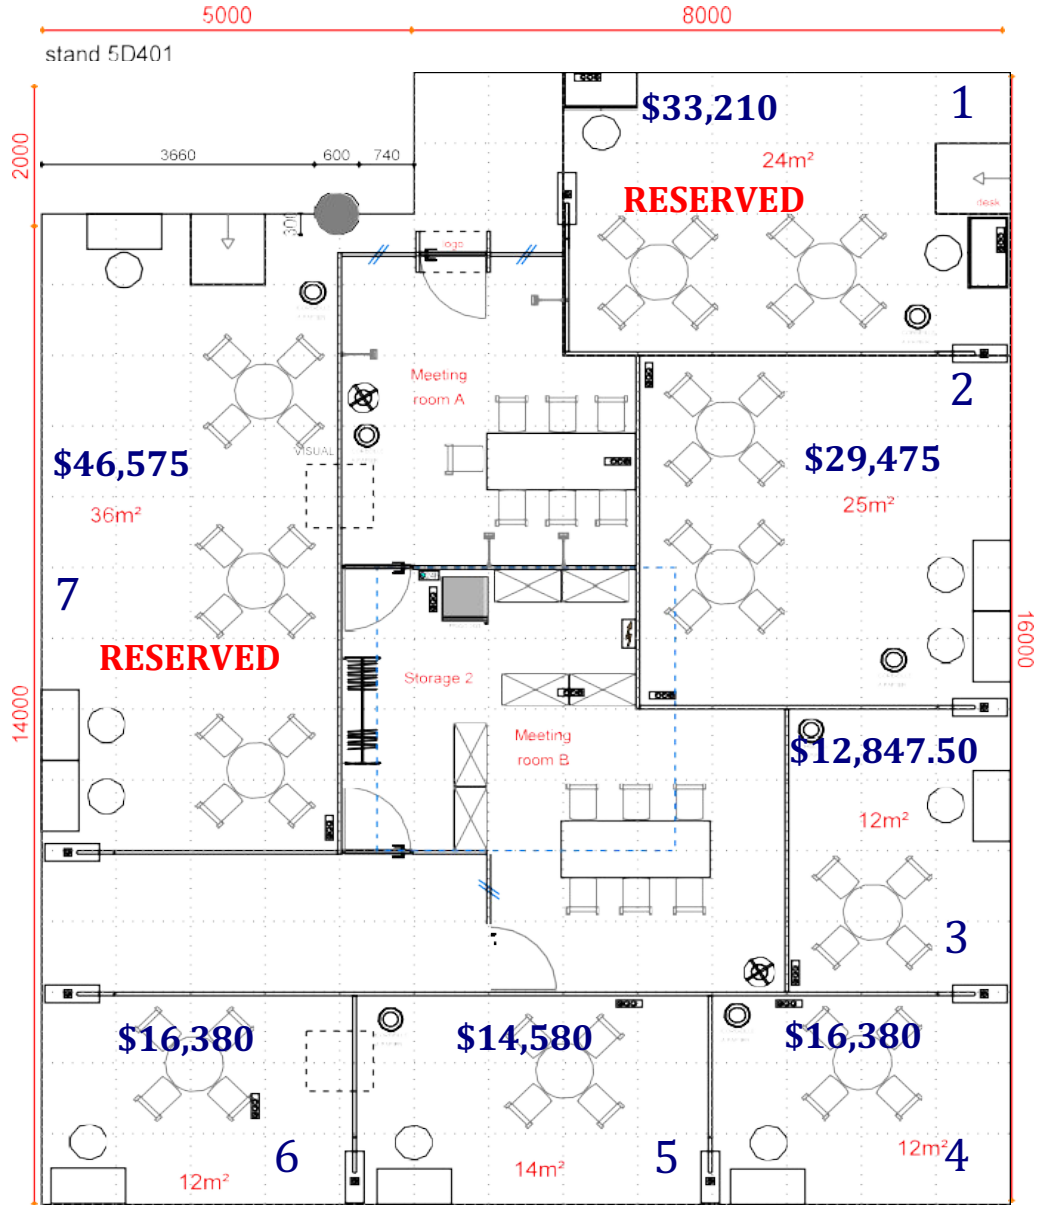 5000
8000
stand 5D401
1
$33,210
2000
3660
600
740
24m²
RESERVED
desk
300
logo
Meeting
room A
2
VISUAL
$46,575
$29,475
36m²
25m²
7
16000
RESERVED
Storage 2
14000
Meeting
room B
$12,847.50
12m²
3
$16,380
$14,580
$16,380
6
5
12m²
4
12m²
14m²